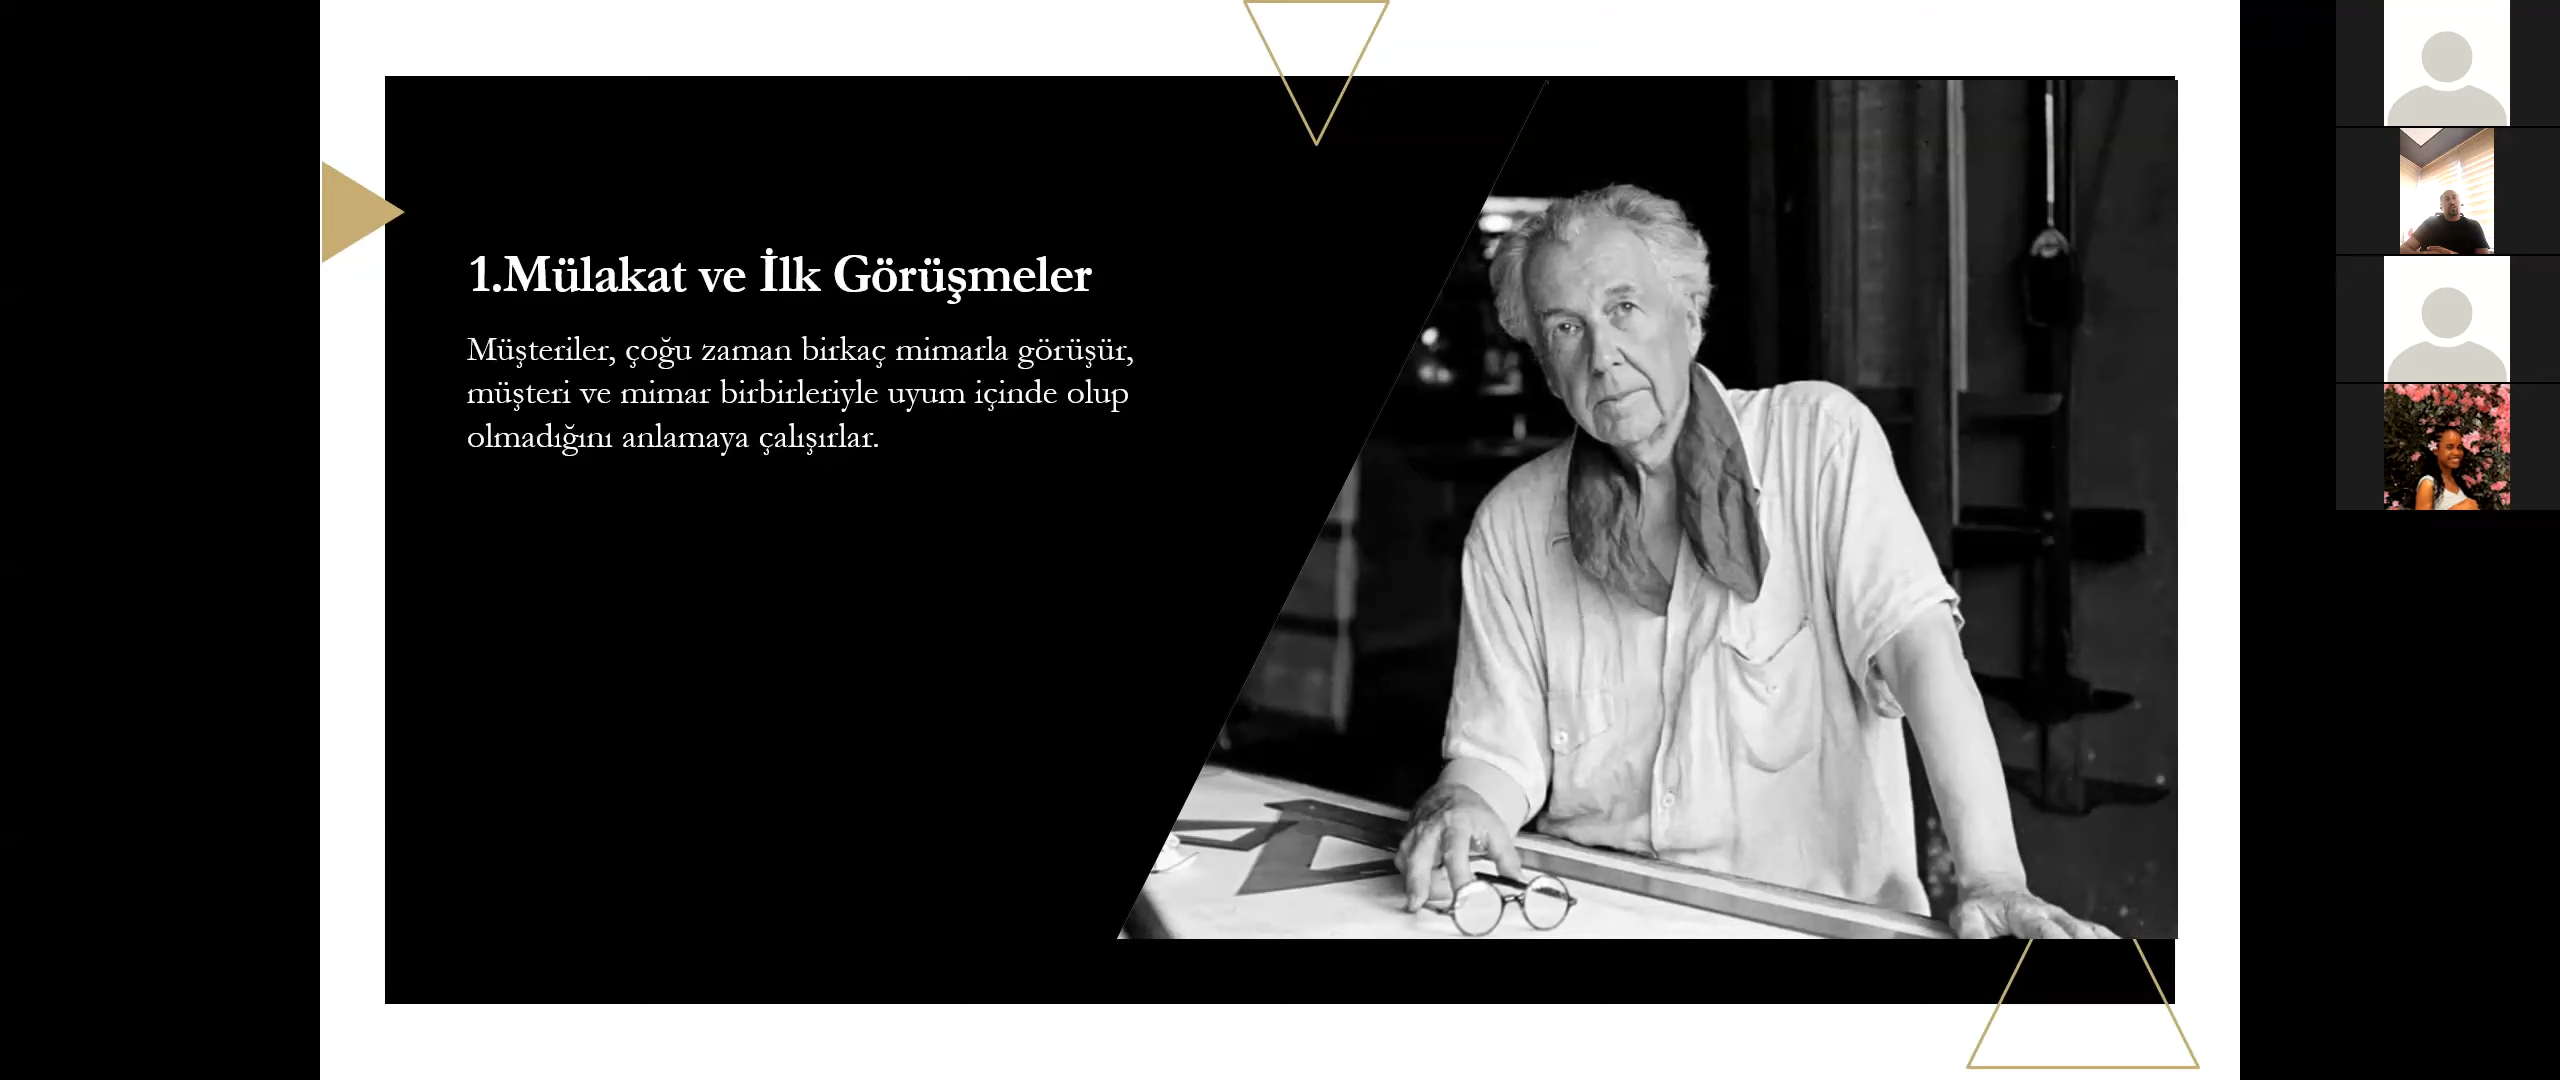 1.Mülakat ve İlk Görüşmeler
Müşteriler, çoğu zaman birkaç mimarla görüşür,
müşteri ve mimar birbirleriyle uyum içinde olup
olmadığını anlamaya çalışırlar.